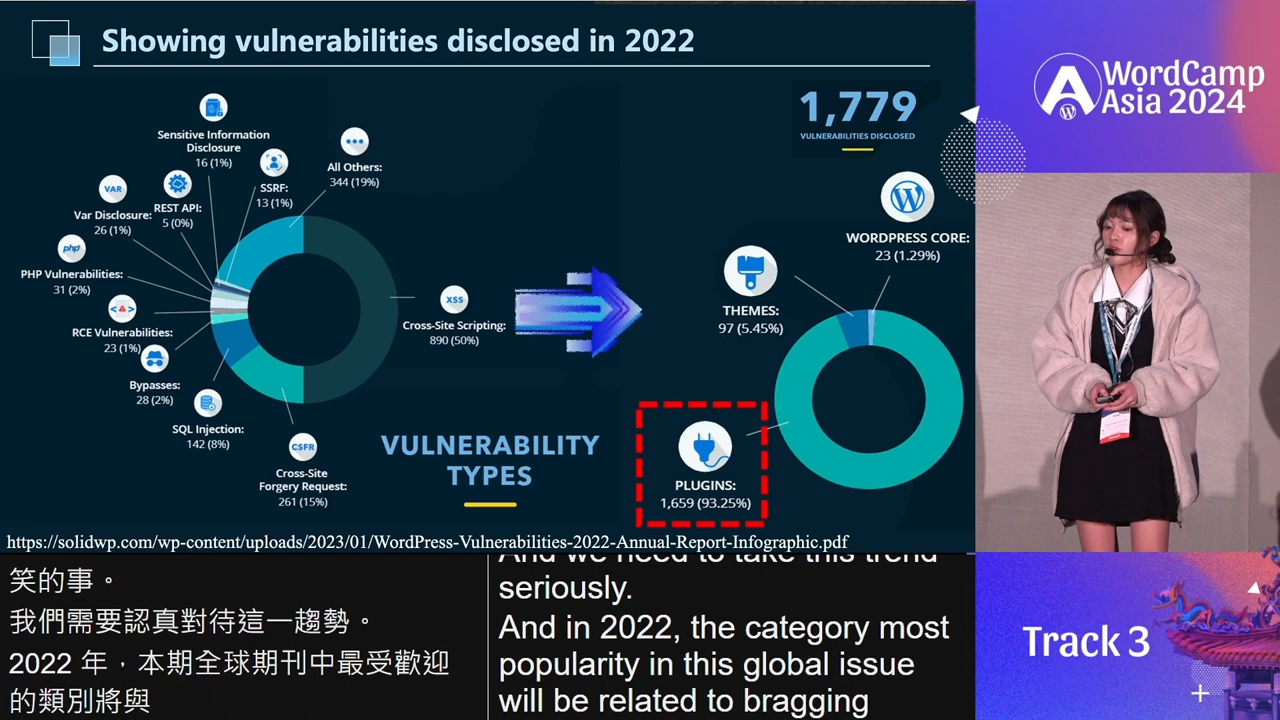 Showing vulnerabilities disclosed in 2022
Sensitive Information
Disclosure
16 (1%)
All Others:
344 (19%)
SSRF:
13 (1%)
REST API:
5 (0%)
VAR
Var Disclosure:
26 (1%)
php
PHP Vulnerabilities:
31 (2%)
RCE Vulnerabilities:
23 (1%)
Bypasses:
28 (2%)
SQL Injection:
142 (8%)
CSFR
Cross-Site
Forgery Request:
261 (15%)
XSS
Cross-Site Scripting:
890 (50%)
VULNERABILITY
TYPES
1,779
VULNERABILITIES DISCLOSED
WORDPRESS CORE:
23 (1.29%)
THEMES:
97 (5.45%)
PLUGINS:
1,659 (93.25%)
https://solidwp.com/wp-content/uploads/2023/01/WordPress-Vulnerabilities-2022-Annual-Report-Infographic.pdf
WordCamp
Asia 2024
笑的事。
我們需要認真對待這一趨勢。
2022 年，本期全球期刊中最受歡迎
的類別將與
And we need to take this trend
seriously.
And in 2022, the category most
popularity in this global issue
will be related to bragging
Track 3